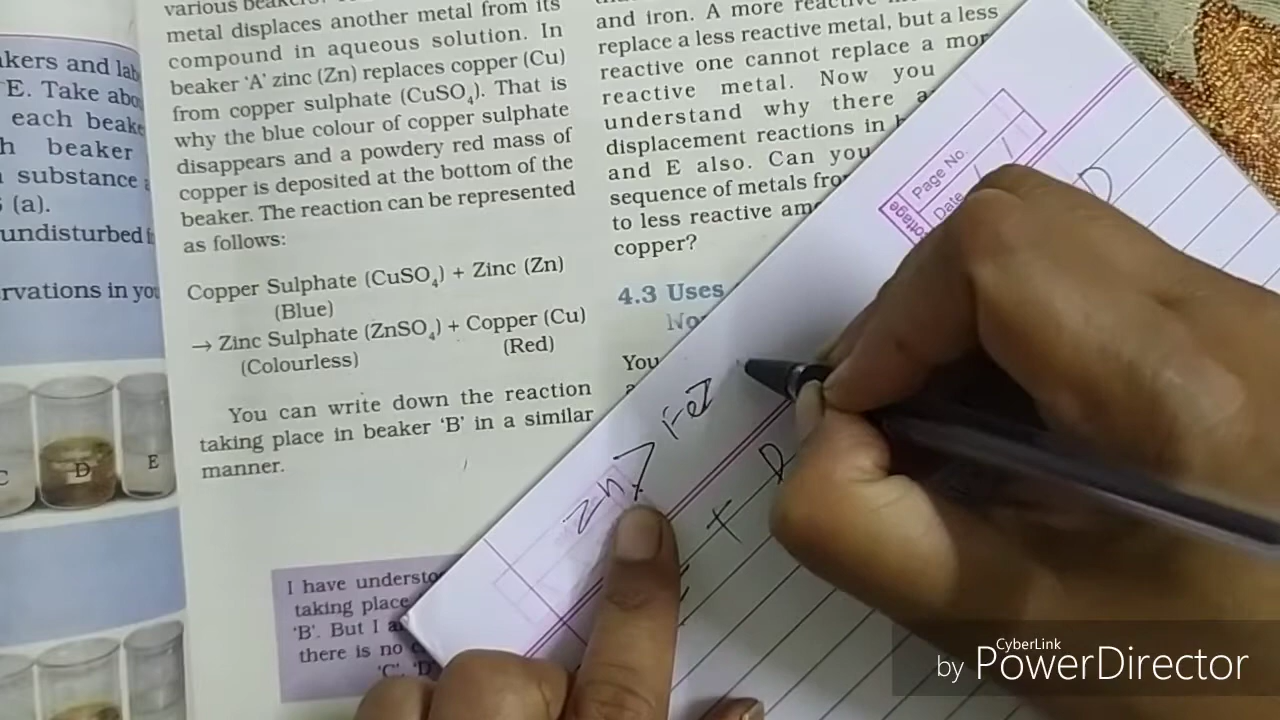 akers and lab
E. Take abo
each beake
h beaker
substance a
(a).
undisturbed
rvations in you
C D E
various beakers.
metal displaces another metal from its
compound in aqueous solution. In
beaker 'A' zinc (Zn) replaces copper (Cu)
from copper sulphate (CuSO₄). That is
why the blue colour of copper sulphate
disappears and a powdery red mass of
copper is deposited at the bottom of the
beaker. The reaction can be represented
as follows:
Copper Sulphate (CuSO₄) + Zinc (Zn)
(Blue)
→ Zinc Sulphate (ZnSO₄) + Copper (Cu)
(Colourless) (Red)
You can write down the reaction
taking place in beaker 'B' in a similar
manner.
I have understo
taking place
'B'. But I a
there is no
'C', 'D'
and iron. A more reactive m
replace a less reactive metal, but a less
reactive one cannot replace a mor
reactive metal. Now you
understand why there a
displacement reactions in b
and E also. Can you
sequence of metals fro
to less reactive amo
copper?
4.3 Uses
No
You
ottage
Page No.
Date / /
D
Zn > Fe
+ D
CyberLink
by PowerDirector